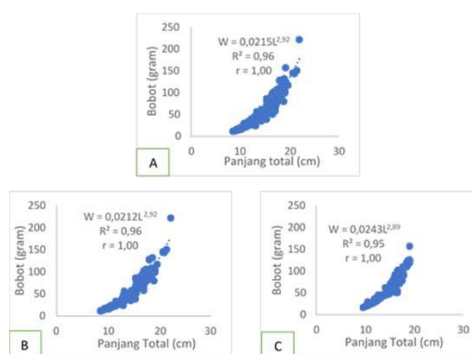 250
200
150
100
50
0
Bobot (gram)
W = 0,0215L2,92
R² = 0,96
r = 1,00
0 10 20 30
Panjang total (cm)
A
250
200
150
100
50
0
Bobot (gram)
W = 0,0212L2,92
R² = 0,96
r = 1,00
0 10 20 30
Panjang Total (cm)
B
250
200
150
100
50
0
Bobot (gram)
W = 0,0243L2,89
R² = 0,95
r = 1,00
0 10 20 30
Panjang Total (cm)
C